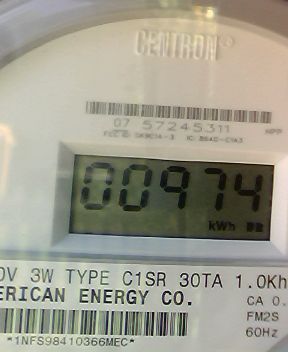 CENTRON®
07 57245311 NPP
00974
kWh
0V 3W TYPE C1SR 30TA 1.0Kh
ERICAN ENERGY CO.
CA 0.
FM2S
60Hz
*1NFS98410366MEC*